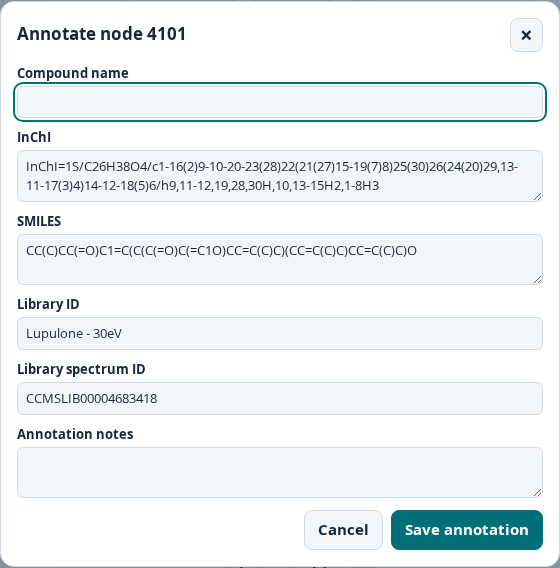 Annotate node 4101
×
Compound name
InChI
InChI=1S/C26H38O4/c1-16(2)9-10-20-23(28)22(21(27)15-19(7)8)25(30)26(24(20)29,13-
11-17(3)4)14-12-18(5)6/h9,11-12,19,28,30H,10,13-15H2,1-8H3
SMILES
CC(C)CC(=O)C1=C(C(C(=O)C(=C1O)CC=C(C)C)(CC=C(C)C)CC=C(C)C)O
Library ID
Lupulone - 30eV
Library spectrum ID
CCMSLIB00004683418
Annotation notes
Cancel Save annotation